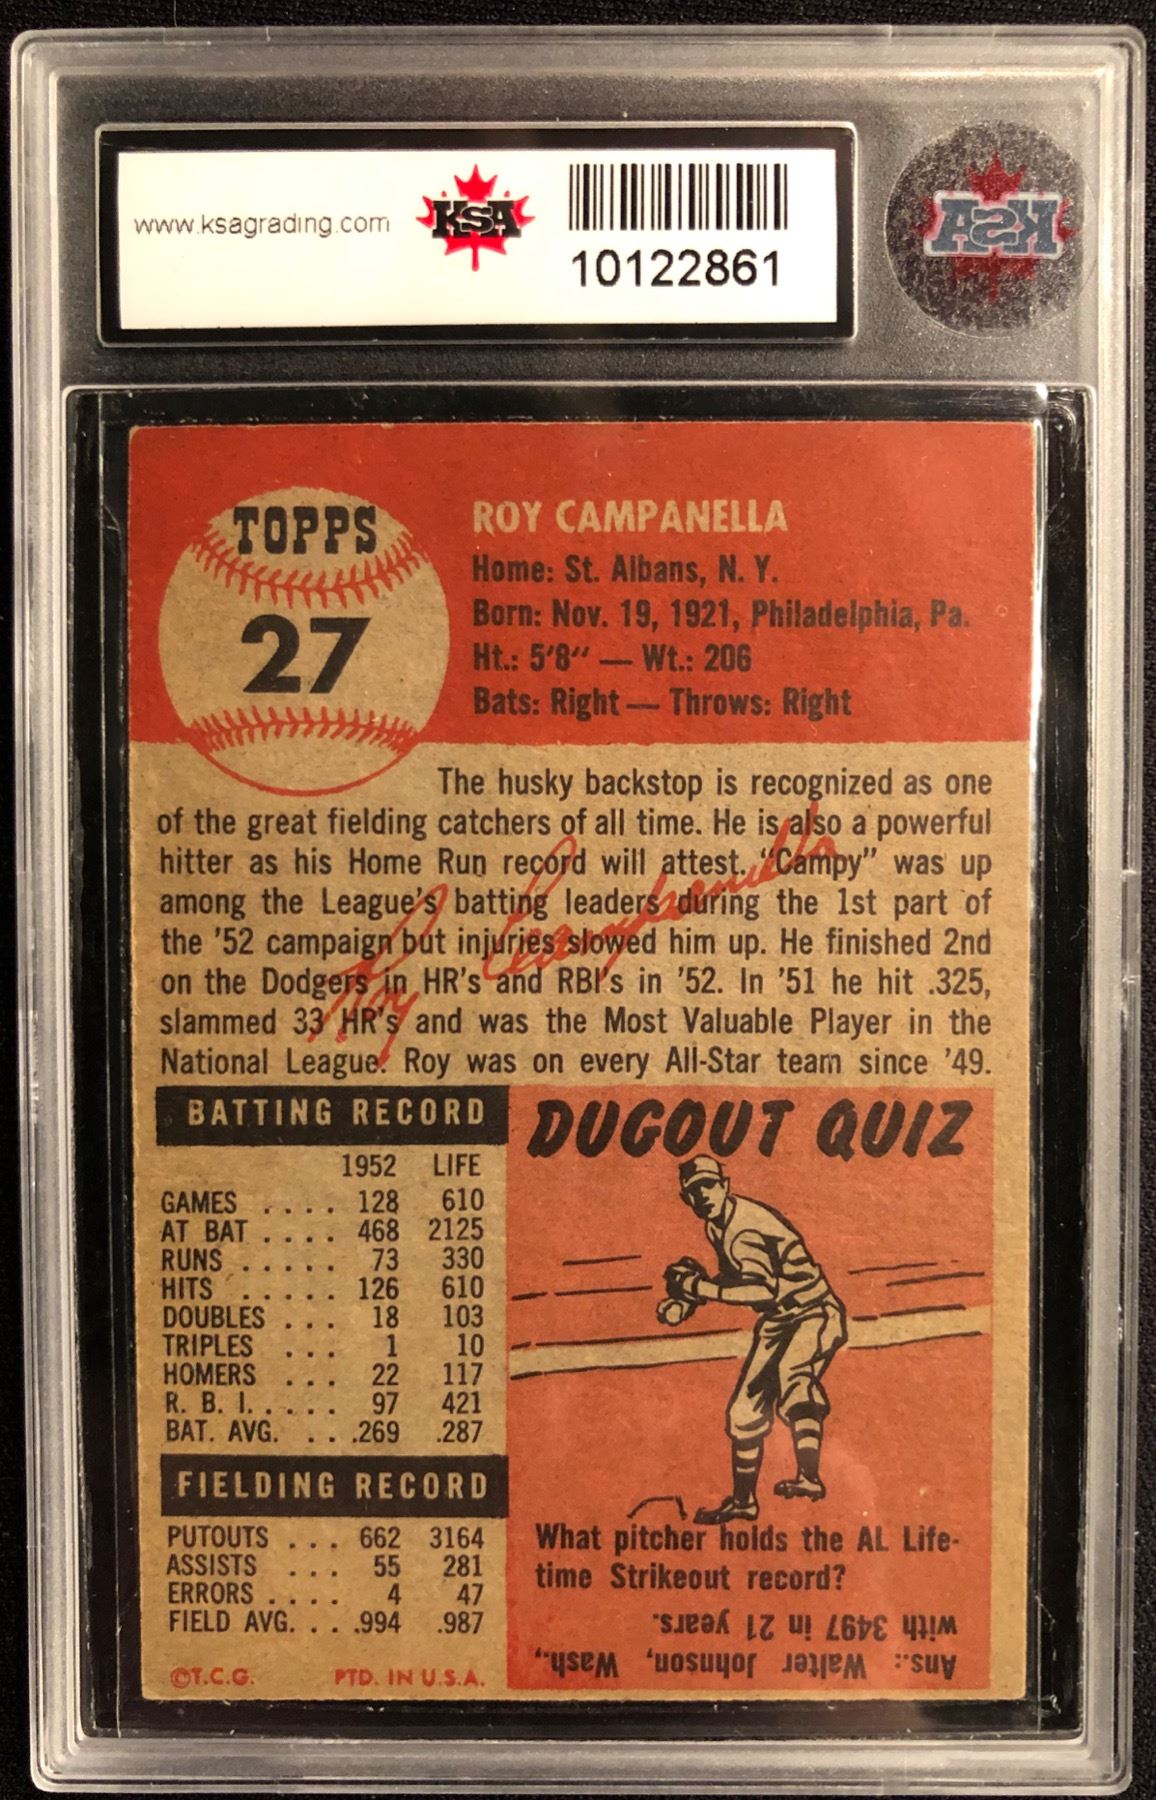 www.ksagrading.com
KSA
10122861
KSA
TOPPS
27
ROY CAMPANELLA
Home: St. Albans, N. Y.
Born: Nov. 19, 1921, Philadelphia, Pa.
Ht.: 5'8'' — Wt.: 206
Bats: Right — Throws: Right
The husky backstop is recognized as one
of the great fielding catchers of all time. He is also a powerful
hitter as his Home Run record will attest. "Campy" was up
among the League's batting leaders during the 1st part of
the '52 campaign but injuries slowed him up. He finished 2nd
on the Dodgers in HR's and RBI's in '52. In '51 he hit .325,
slammed 33 HR's and was the Most Valuable Player in the
National League. Roy was on every All-Star team since '49.
Roy Campanella
BATTING RECORD
1952 LIFE
GAMES .... 128 610
AT BAT .... 468 2125
RUNS ..... 73 330
HITS ..... 126 610
DOUBLES ... 18 103
TRIPLES ... 1 10
HOMERS ... 22 117
R. B. I. .... 97 421
BAT. AVG. ... .269 .287
FIELDING RECORD
PUTOUTS ... 662 3164
ASSISTS ... 55 281
ERRORS .... 4 47
FIELD AVG. ... .994 .987
©T.C.G. PTD. IN U.S.A.
DUGOUT QUIZ
What pitcher holds the AL Life-
time Strikeout record?
Ans.: Walter Johnson, Wash.,
with 3497 in 21 years.